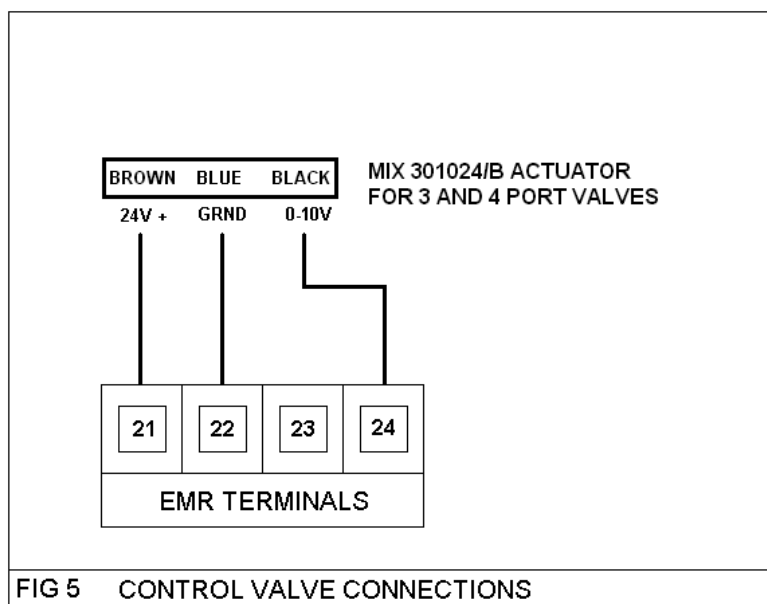 BROWN BLUE BLACK
24V + GRND 0-10V
MIX 301024/B ACTUATOR
FOR 3 AND 4 PORT VALVES
21 22 23 24
EMR TERMINALS
FIG 5 CONTROL VALVE CONNECTIONS